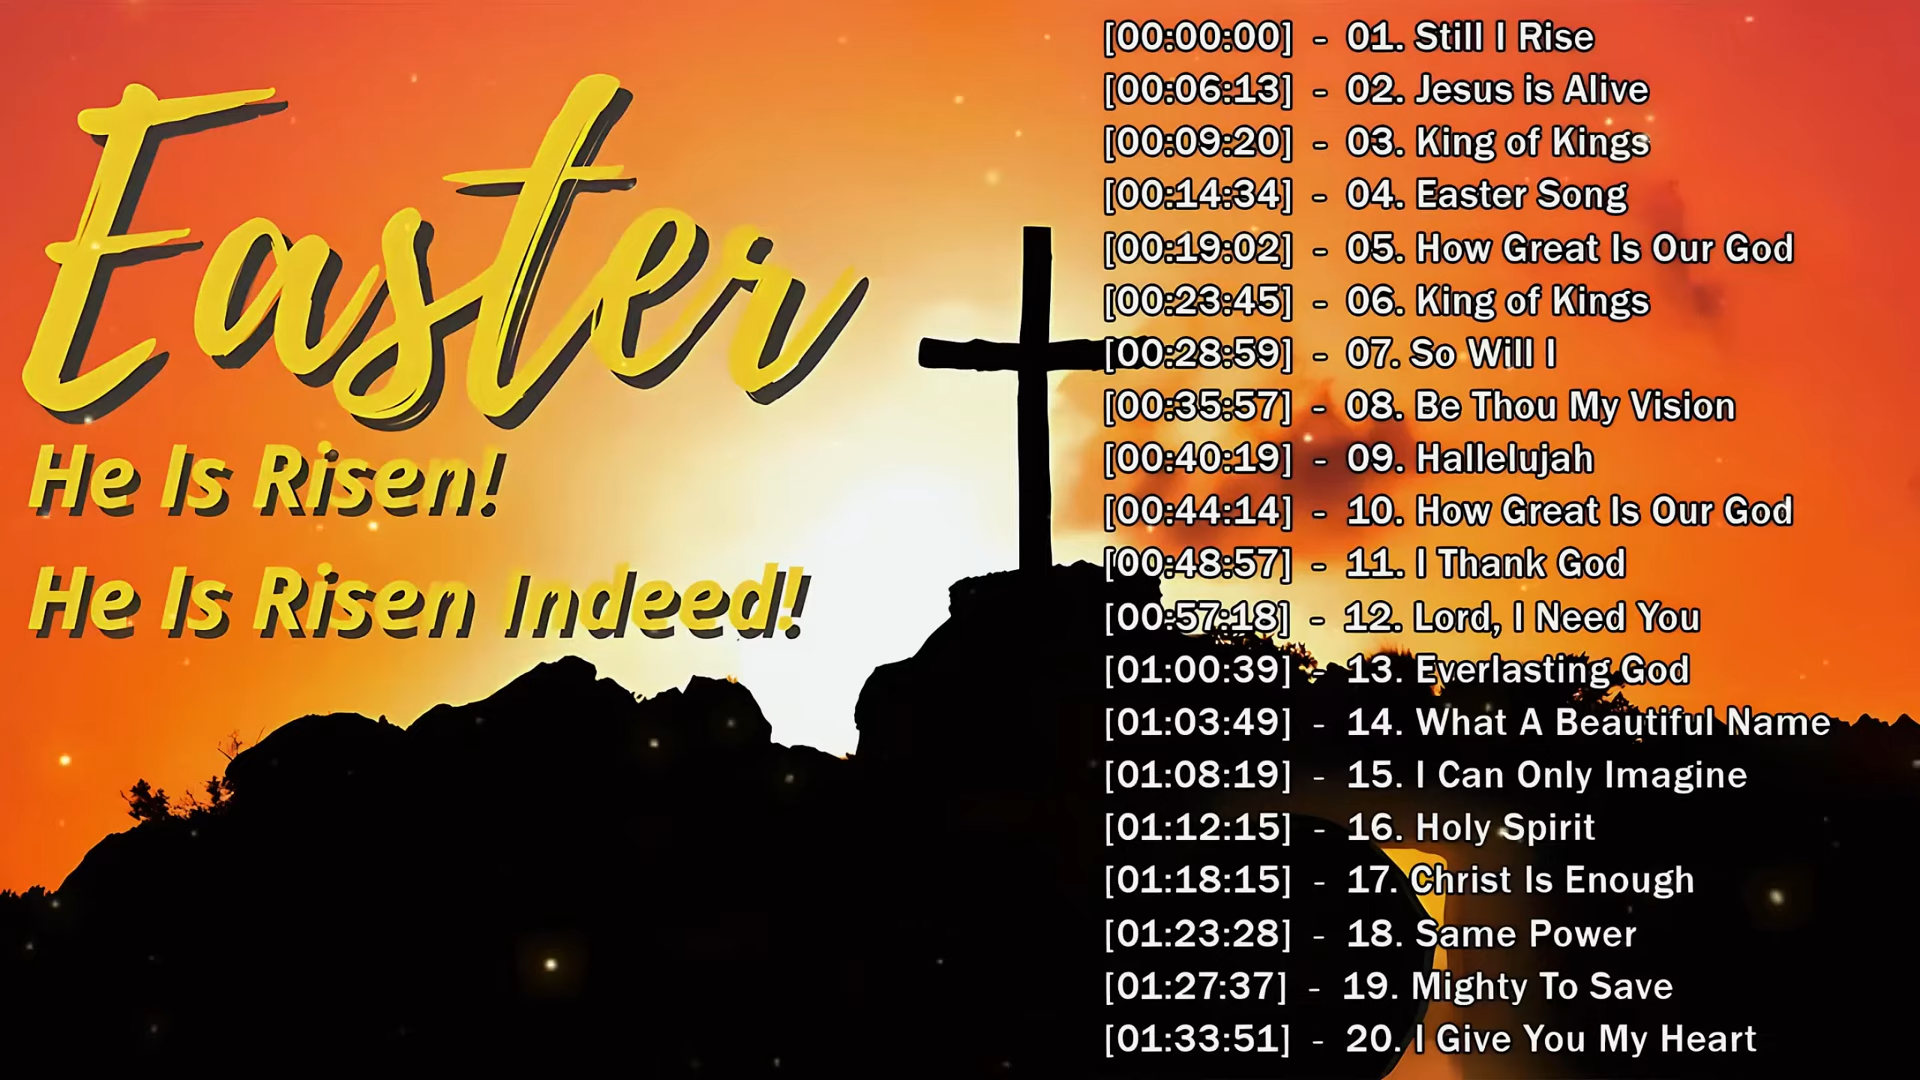 Easter
He Is Risen!
He Is Risen Indeed!
[00:00:00] - 01. Still I Rise
[00:06:13] - 02. Jesus is Alive
[00:09:20] - 03. King of Kings
[00:14:34] - 04. Easter Song
[00:19:02] - 05. How Great Is Our God
[00:23:45] - 06. King of Kings
[00:28:59] - 07. So Will I
[00:35:57] - 08. Be Thou My Vision
[00:40:19] - 09. Hallelujah
[00:44:14] - 10. How Great Is Our God
[00:48:57] - 11. I Thank God
[00:57:18] - 12. Lord, I Need You
[01:00:39] - 13. Everlasting God
[01:03:49] - 14. What A Beautiful Name
[01:08:19] - 15. I Can Only Imagine
[01:12:15] - 16. Holy Spirit
[01:18:15] - 17. Christ Is Enough
[01:23:28] - 18. Same Power
[01:27:37] - 19. Mighty To Save
[01:33:51] - 20. I Give You My Heart